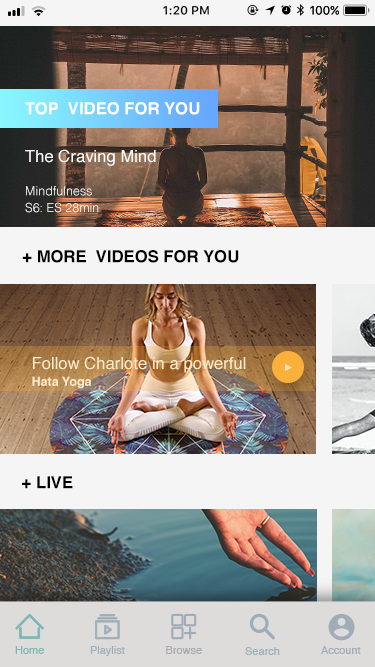 1:20 PM 100%
TOP VIDEO FOR YOU
The Craving Mind
Mindfulness
S6: ES 28min
+ MORE VIDEOS FOR YOU
Follow Charlote in a powerful
Hata Yoga
+ LIVE
Home Playlist Browse Search Account